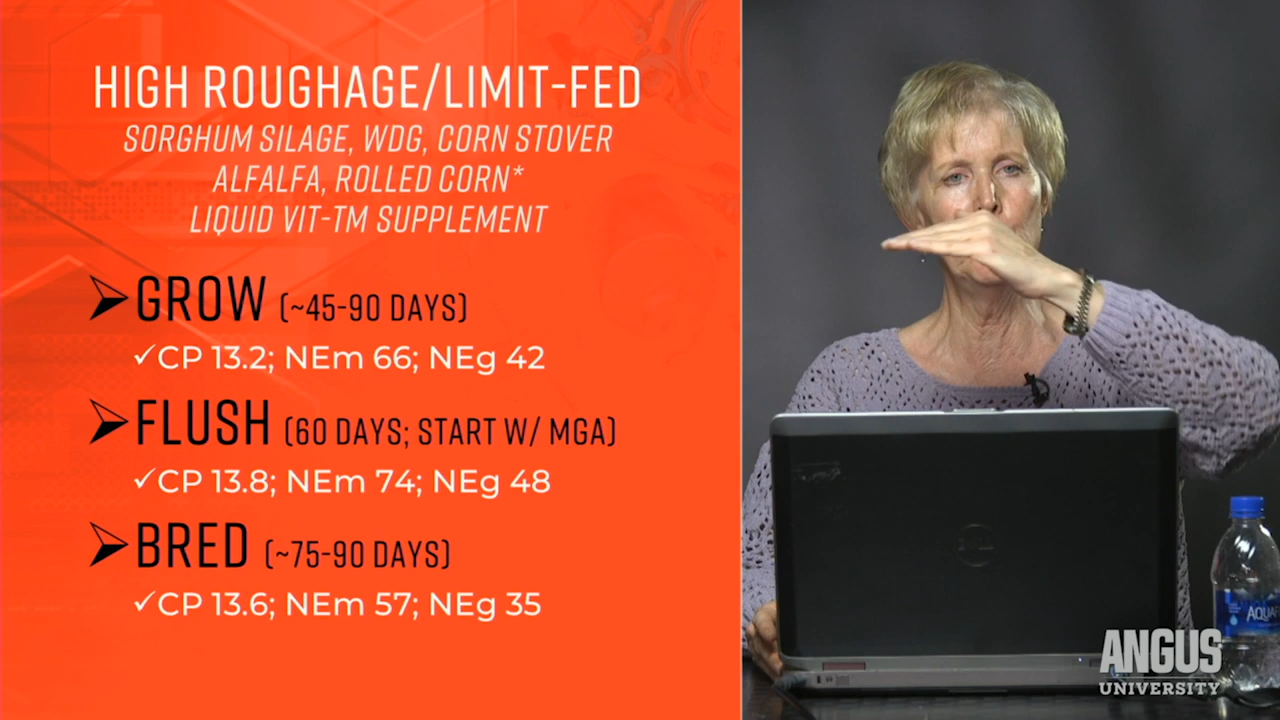 HIGH ROUGHAGE/LIMIT-FED
SORGHUM SILAGE, WDG, CORN STOVER
ALFALFA, ROLLED CORN*
LIQUID VIT-TM SUPPLEMENT
➢GROW (~45-90 DAYS)
✓CP 13.2; NEm 66; NEg 42
➢FLUSH (60 DAYS; START W/ MGA)
✓CP 13.8; NEm 74; NEg 48
➢BRED (~75-90 DAYS)
✓CP 13.6; NEm 57; NEg 35
DELL
AQUAF
ANGUS
UNIVERSITY